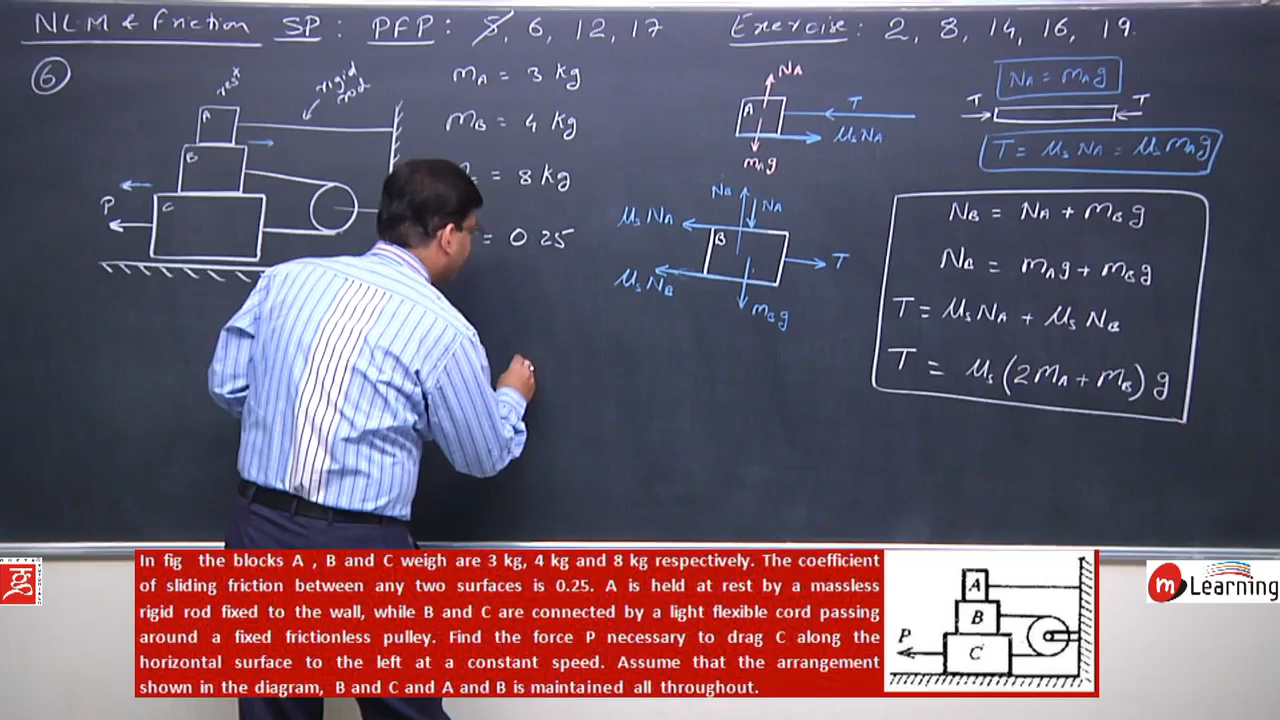 NLM & Friction SP : PFP : 5, 6, 12, 17 Exercise : 2, 8, 14, 16, 19
6
rest
rigid rod
A
B
C
P
mA = 3 kg
mB = 4 kg
= 8 kg
= 0.25
NA
A
T
μs NA
mA g
NA = mA g
T T
T = μs NA = μs mA g
NB NA
μs NA
B
T
μs NB
mB g
NB = NA + mB g
NB = mA g + mB g
T = μs NA + μs NB
T = μs (2mA + mB) g
In fig the blocks A , B and C weigh are 3 kg, 4 kg and 8 kg respectively. The coefficient
of sliding friction between any two surfaces is 0.25. A is held at rest by a massless
rigid rod fixed to the wall, while B and C are connected by a light flexible cord passing
around a fixed frictionless pulley. Find the force P necessary to drag C along the
horizontal surface to the left at a constant speed. Assume that the arrangement
shown in the diagram, B and C and A and B is maintained all throughout.
A
B
P
C
m Learning